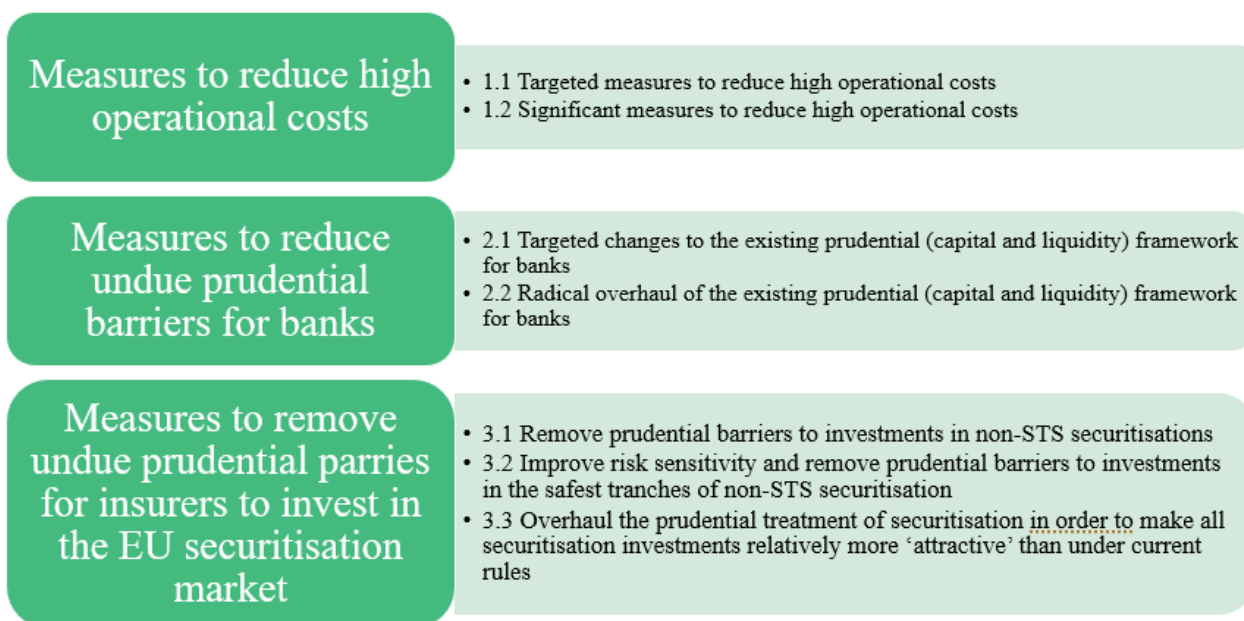 Measures to reduce high
operational costs
• 1.1 Targeted measures to reduce high operational costs
• 1.2 Significant measures to reduce high operational costs
Measures to reduce
undue prudential
barriers for banks
• 2.1 Targeted changes to the existing prudential (capital and liquidity) framework
for banks
• 2.2 Radical overhaul of the existing prudential (capital and liquidity) framework
for banks
Measures to remove
undue prudential parries
for insurers to invest in
the EU securitisation
market
• 3.1 Remove prudential barriers to investments in non-STS securitisations
• 3.2 Improve risk sensitivity and remove prudential barriers to investments
in the safest tranches of non-STS securitisation
• 3.3 Overhaul the prudential treatment of securitisation in order to make all
securitisation investments relatively more ‘attractive’ than under current
rules